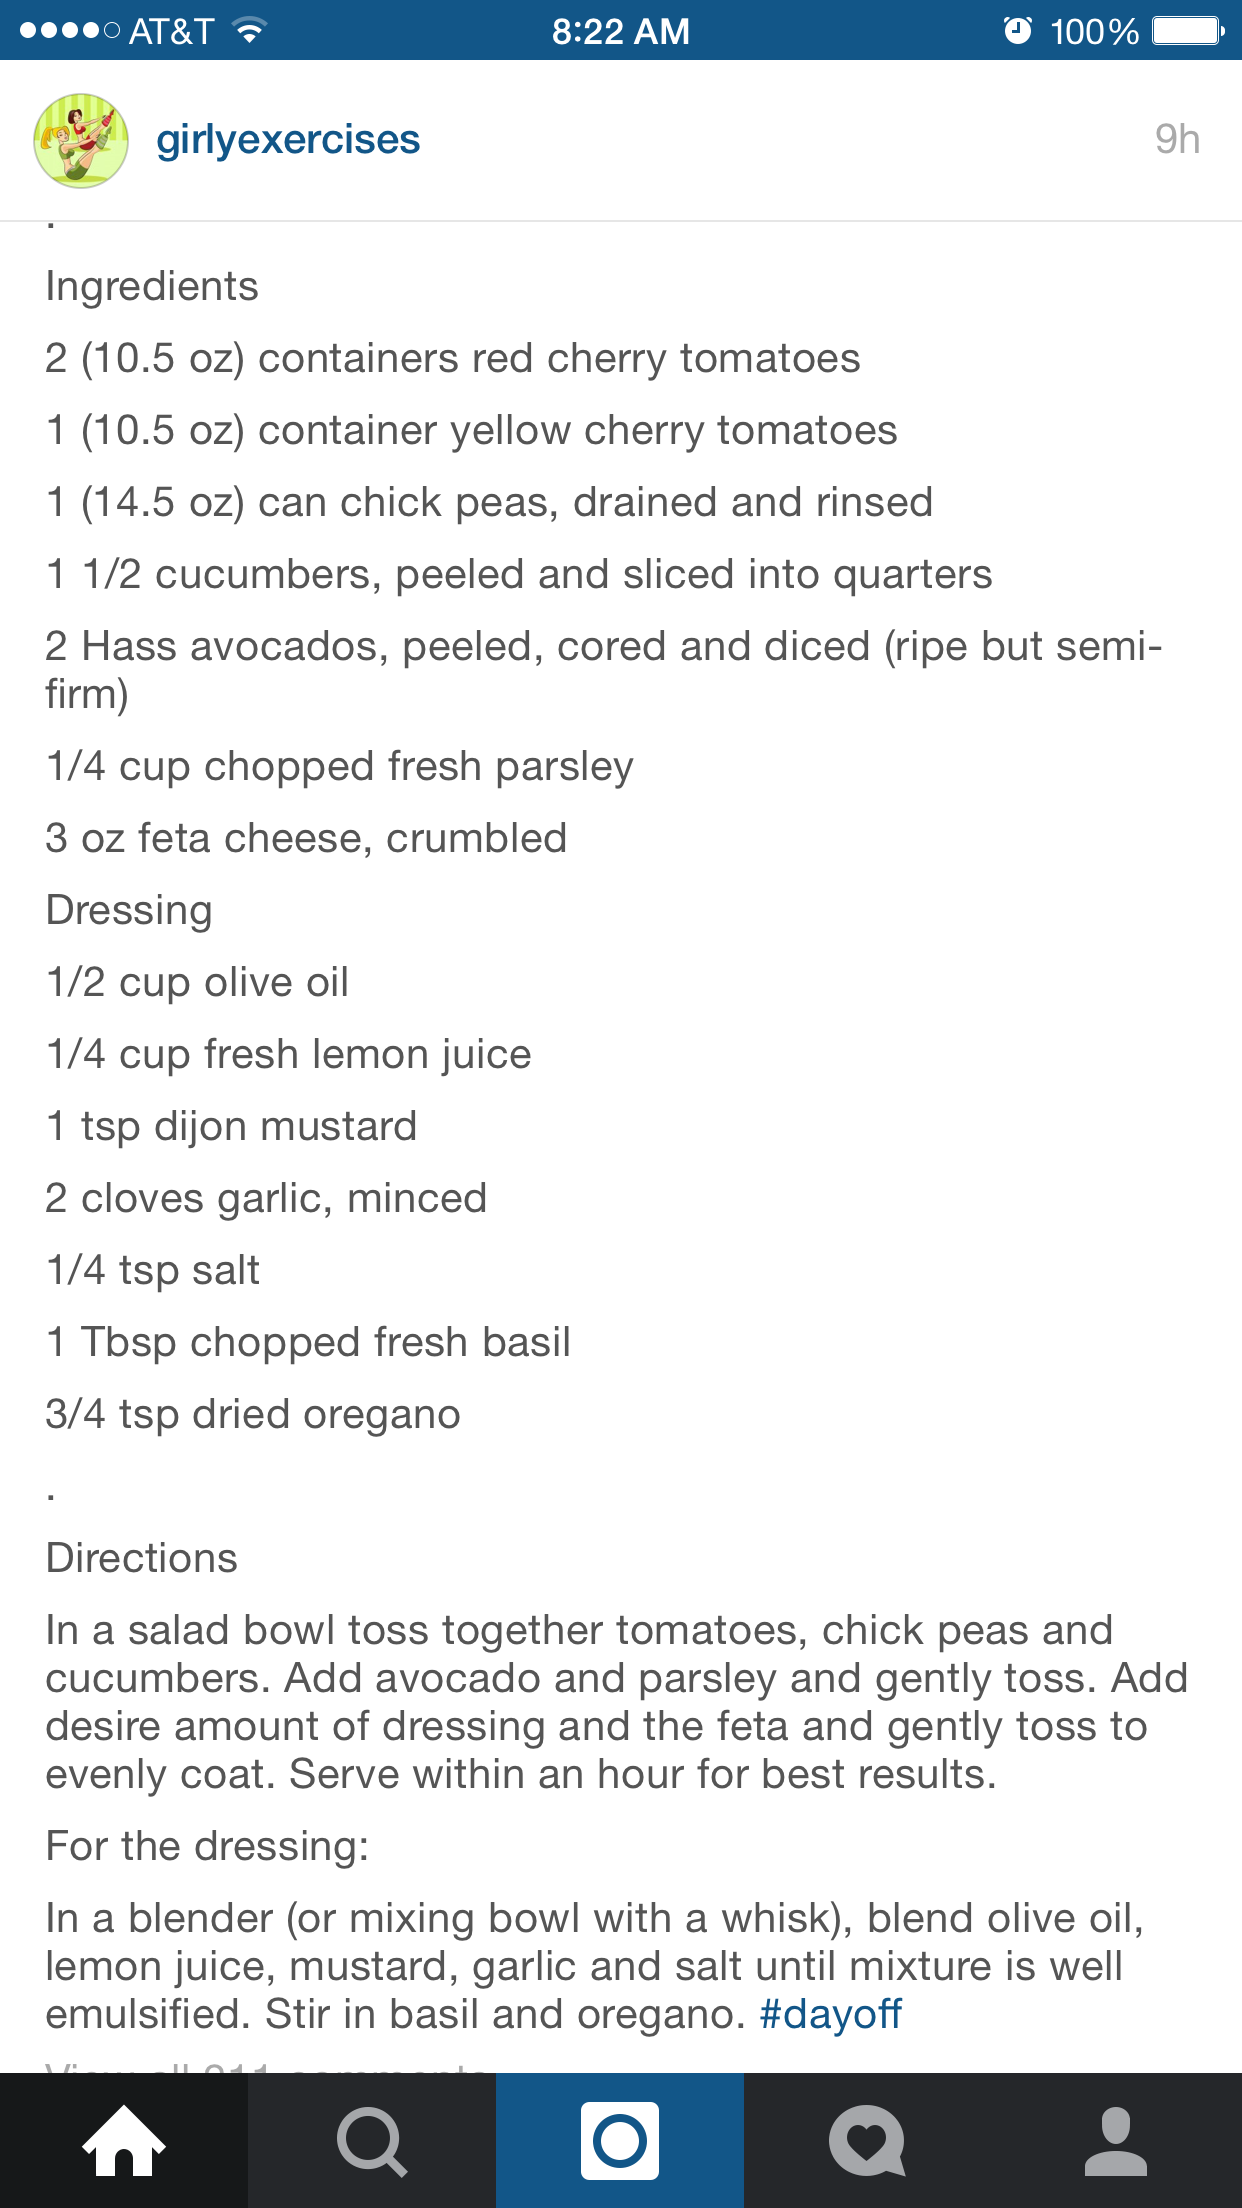 AT&T 8:22 AM 100%
girlyexercises 9h
.
Ingredients
2 (10.5 oz) containers red cherry tomatoes
1 (10.5 oz) container yellow cherry tomatoes
1 (14.5 oz) can chick peas, drained and rinsed
1 1/2 cucumbers, peeled and sliced into quarters
2 Hass avocados, peeled, cored and diced (ripe but semi-
firm)
1/4 cup chopped fresh parsley
3 oz feta cheese, crumbled
Dressing
1/2 cup olive oil
1/4 cup fresh lemon juice
1 tsp dijon mustard
2 cloves garlic, minced
1/4 tsp salt
1 Tbsp chopped fresh basil
3/4 tsp dried oregano
.
Directions
In a salad bowl toss together tomatoes, chick peas and
cucumbers. Add avocado and parsley and gently toss. Add
desire amount of dressing and the feta and gently toss to
evenly coat. Serve within an hour for best results.
For the dressing:
In a blender (or mixing bowl with a whisk), blend olive oil,
lemon juice, mustard, garlic and salt until mixture is well
emulsified. Stir in basil and oregano. #dayoff
View all